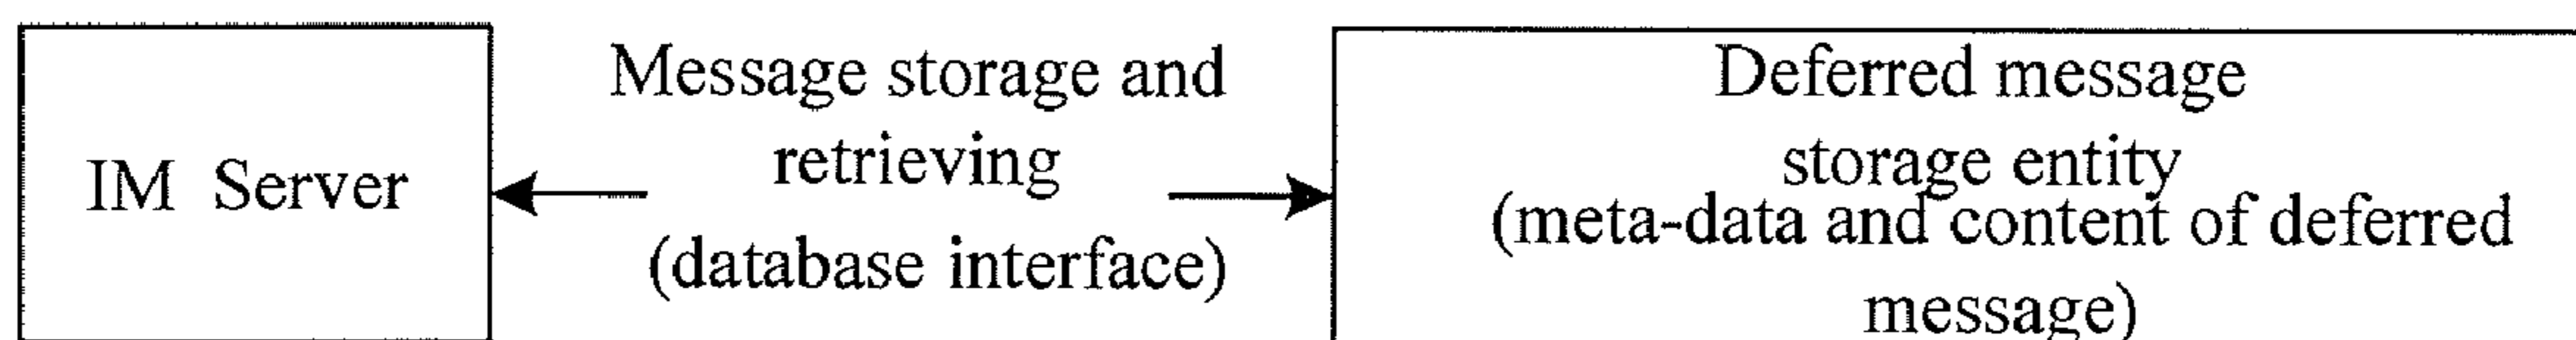 IM Server
Message storage and
retrieving
(database interface)
Deferred message
storage entity
(meta-data and content of deferred
message)